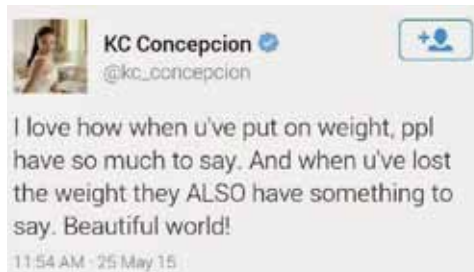 KC Concepcion
@kc_concepcion
I love how when u've put on weight, ppl
have so much to say. And when u've lost
the weight they ALSO have something to
say. Beautiful world!
11:54 AM · 25 May 15